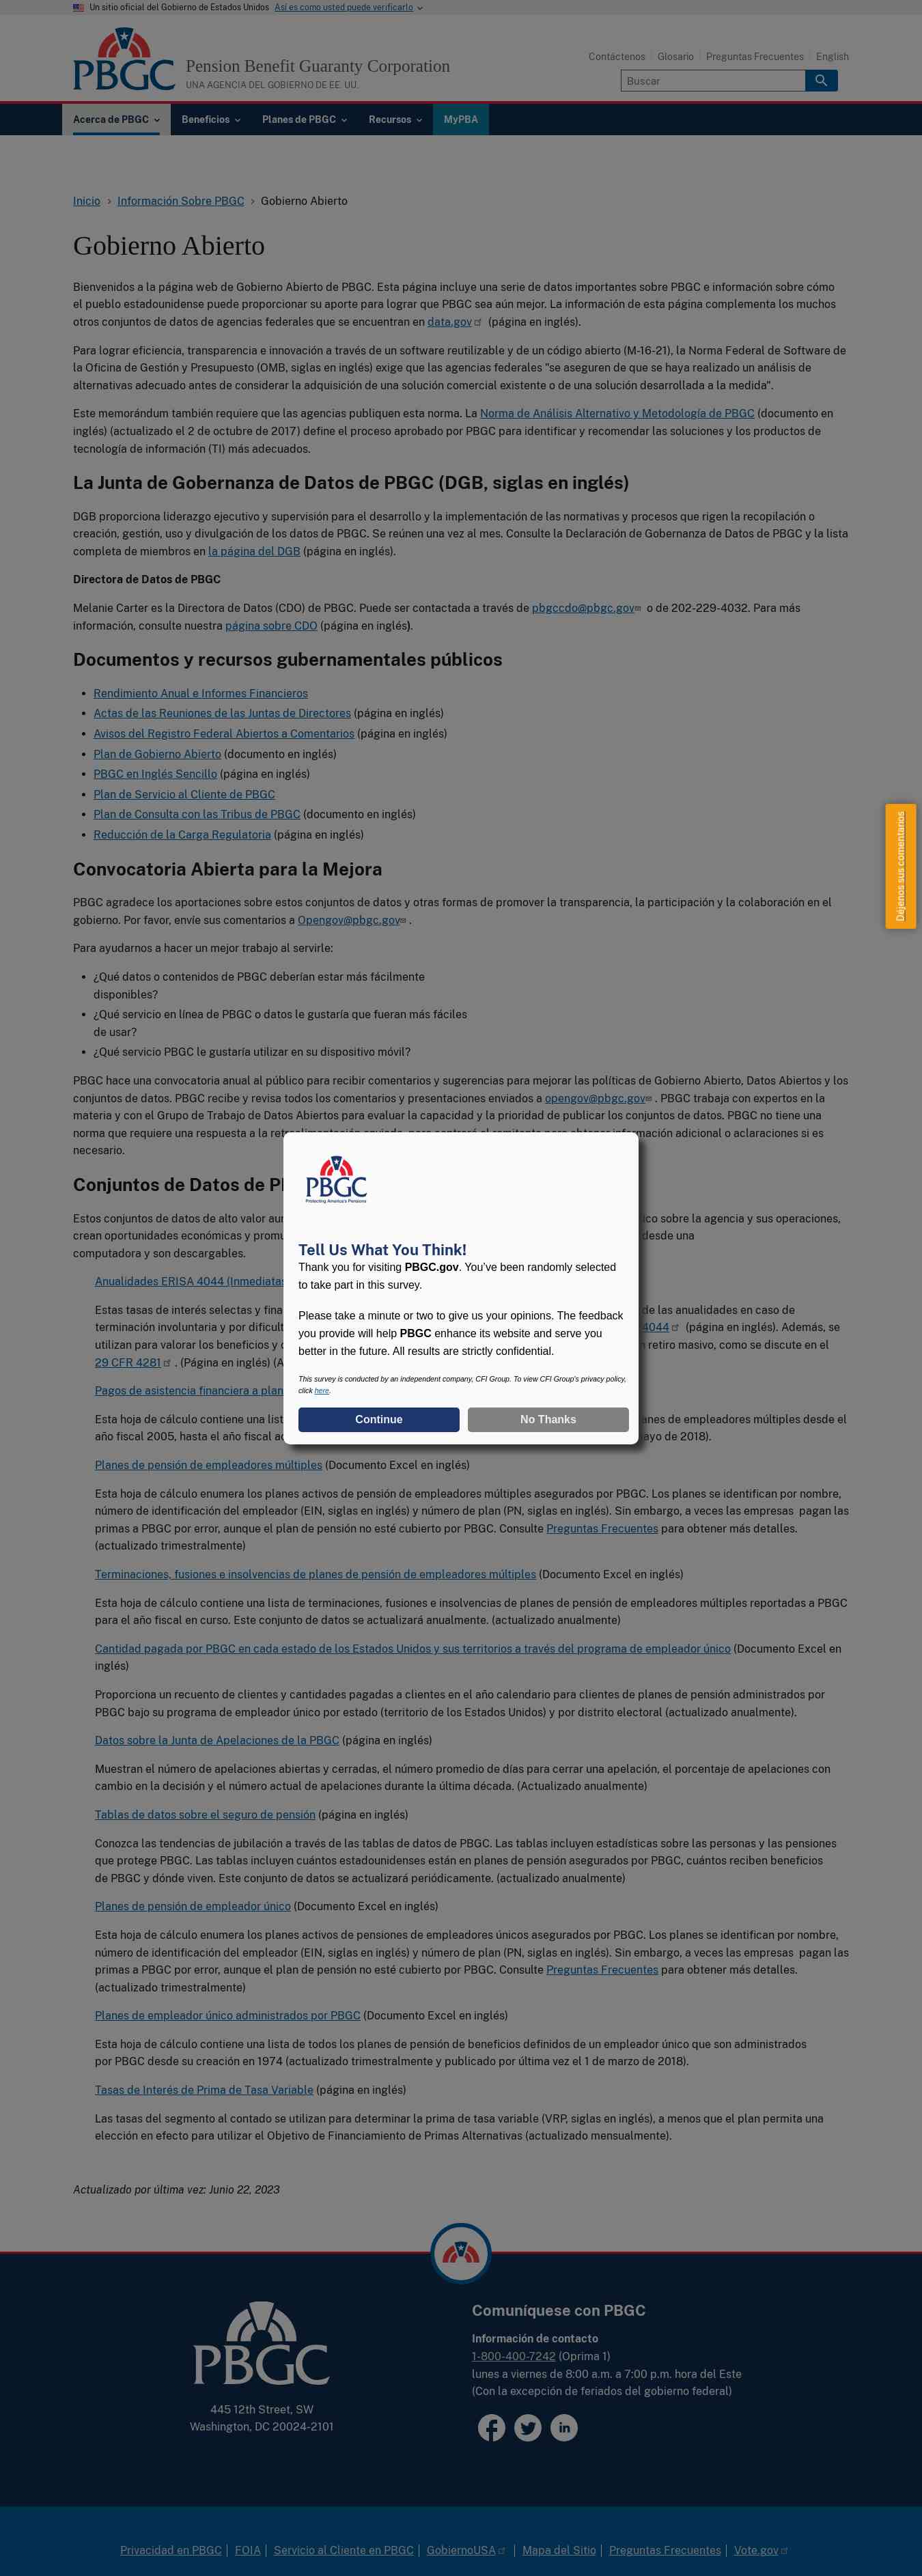 Un sitio oficial del Gobierno de Estados Unidos Así es como usted puede verificarlo
PBGC
Pension Benefit Guaranty Corporation
UNA AGENCIA DEL GOBIERNO DE EE. UU.
Contáctenos Glosario Preguntas Frecuentes English
Buscar
Acerca de PBGC Beneficios Planes de PBGC Recursos MyPBA
Inicio › Información Sobre PBGC › Gobierno Abierto
Gobierno Abierto
Bienvenidos a la página web de Gobierno Abierto de PBGC. Esta página incluye una serie de datos importantes sobre PBGC e información sobre cómo
el pueblo estadounidense puede proporcionar su aporte para lograr que PBGC sea aún mejor. La información de esta página complementa los muchos
otros conjuntos de datos de agencias federales que se encuentran en data.gov (página en inglés).
Para lograr eficiencia, transparencia e innovación a través de un software reutilizable y de un código abierto (M-16-21), la Norma Federal de Software de
la Oficina de Gestión y Presupuesto (OMB, siglas en inglés) exige que las agencias federales "se aseguren de que se haya realizado un análisis de
alternativas adecuado antes de considerar la adquisición de una solución comercial existente o de una solución desarrollada a la medida".
Este memorándum también requiere que las agencias publiquen esta norma. La Norma de Análisis Alternativo y Metodología de PBGC (documento en
inglés) (actualizado el 2 de octubre de 2017) define el proceso aprobado por PBGC para identificar y recomendar las soluciones y los productos de
tecnología de información (TI) más adecuados.
La Junta de Gobernanza de Datos de PBGC (DGB, siglas en inglés)
DGB proporciona liderazgo ejecutivo y supervisión para el desarrollo y la implementación de las normativas y procesos que rigen la recopilación o
creación, gestión, uso y divulgación de los datos de PBGC. Se reúnen una vez al mes. Consulte la Declaración de Gobernanza de Datos de PBGC y la lista
completa de miembros en la página del DGB (página en inglés).
Directora de Datos de PBGC
Melanie Carter es la Directora de Datos (CDO) de PBGC. Puede ser contactada a través de pbgccdo@pbgc.gov o de 202-229-4032. Para más
información, consulte nuestra página sobre CDO (página en inglés).
Documentos y recursos gubernamentales públicos
• Rendimiento Anual e Informes Financieros
• Actas de las Reuniones de las Juntas de Directores (página en inglés)
• Avisos del Registro Federal Abiertos a Comentarios (página en inglés)
• Plan de Gobierno Abierto (documento en inglés)
• PBGC en Inglés Sencillo (página en inglés)
• Plan de Servicio al Cliente de PBGC
• Plan de Consulta con las Tribus de PBGC (documento en inglés)
• Reducción de la Carga Regulatoria (página en inglés)
Déjenos sus comentarios
Convocatoria Abierta para la Mejora
PBGC agradece los aportaciones sobre estos conjuntos de datos y otras formas de promover la transparencia, la participación y la colaboración en el
gobierno. Por favor, envíe sus comentarios a Opengov@pbgc.gov .
Para ayudarnos a hacer un mejor trabajo al servirle:
• ¿Qué datos o contenidos de PBGC deberían estar más fácilmente
disponibles?
• ¿Qué servicio en línea de PBGC o datos le gustaría que fueran más fáciles
de usar?
• ¿Qué servicio PBGC le gustaría utilizar en su dispositivo móvil?
PBGC hace una convocatoria anual al público para recibir comentarios y sugerencias para mejorar las políticas de Gobierno Abierto, Datos Abiertos y los
conjuntos de datos. PBGC recibe y revisa todos los comentarios y presentaciones enviados a opengov@pbgc.gov . PBGC trabaja con expertos en la
materia y con el Grupo de Trabajo de Datos Abiertos para evaluar la capacidad y la prioridad de publicar los conjuntos de datos. PBGC no tiene una
norma que requiere una respuesta a la formación adicional o aclaraciones si es
necesario.
Conjuntos de Datos de
Estos conjuntos de datos de alto valor sobre la agencia y sus operaciones,
crean oportunidades económicas y desde una
computadora y son descargables.
Anualidades ERISA 4044 (Inmediatas
Estas tasas de interés selectas y de las anualidades en caso de
terminación involuntaria y por 4044 (página en inglés). Además, se
utilizan para valorar los beneficios y retiro masivo, como se discute en el
29 CFR 4281 . (Página en inglés)
Pagos de asistencia financiera a
Esta hoja de cálculo contiene una de empleadores múltiples desde el
año fiscal 2005, hasta el año fiscal de 2018).
PBGC
Protecting America's Pensions
Tell Us What You Think!
Thank you for visiting PBGC.gov. You've been randomly selected
to take part in this survey.
Please take a minute or two to give us your opinions. The feedback
you provide will help PBGC enhance its website and serve you
better in the future. All results are strictly confidential.
This survey is conducted by an independent company, CFI Group. To view CFI Group's privacy policy,
click here.
Continue No Thanks
Planes de pensión de empleadores múltiples (Documento Excel en inglés)
Esta hoja de cálculo enumera los planes activos de pensión de empleadores múltiples asegurados por PBGC. Los planes se identifican por nombre,
número de identificación del empleador (EIN, siglas en inglés) y número de plan (PN, siglas en inglés). Sin embargo, a veces las empresas pagan las
primas a PBGC por error, aunque el plan de pensión no esté cubierto por PBGC. Consulte Preguntas Frecuentes para obtener más detalles.
(actualizado trimestralmente)
Terminaciones, fusiones e insolvencias de planes de pensión de empleadores múltiples (Documento Excel en inglés)
Esta hoja de cálculo contiene una lista de terminaciones, fusiones e insolvencias de planes de pensión de empleadores múltiples reportadas a PBGC
para el año fiscal en curso. Este conjunto de datos se actualizará anualmente. (actualizado anualmente)
Cantidad pagada por PBGC en cada estado de los Estados Unidos y sus territorios a través del programa de empleador único (Documento Excel en
inglés)
Proporciona un recuento de clientes y cantidades pagadas a clientes en el año calendario para clientes de planes de pensión administrados por
PBGC bajo su programa de empleador único por estado (territorio de los Estados Unidos) y por distrito electoral (actualizado anualmente).
Datos sobre la Junta de Apelaciones de la PBGC (página en inglés)
Muestran el número de apelaciones abiertas y cerradas, el número promedio de días para cerrar una apelación, el porcentaje de apelaciones con
cambio en la decisión y el número actual de apelaciones durante la última década. (Actualizado anualmente)
Tablas de datos sobre el seguro de pensión (página en inglés)
Conozca las tendencias de jubilación a través de las tablas de datos de PBGC. Las tablas incluyen estadísticas sobre las personas y las pensiones
que protege PBGC. Las tablas incluyen cuántos estadounidenses están en planes de pensión asegurados por PBGC, cuántos reciben beneficios
de PBGC y dónde viven. Este conjunto de datos se actualizará periódicamente. (actualizado anualmente)
Planes de pensión de empleador único (Documento Excel en inglés)
Esta hoja de cálculo enumera los planes activos de pensiones de empleadores únicos asegurados por PBGC. Los planes se identifican por nombre,
número de identificación del empleador (EIN, siglas en inglés) y número de plan (PN, siglas en inglés). Sin embargo, a veces las empresas pagan las
primas a PBGC por error, aunque el plan de pensión no esté cubierto por PBGC. Consulte Preguntas Frecuentes para obtener más detalles.
(actualizado trimestralmente)
Planes de empleador único administrados por PBGC (Documento Excel en inglés)
Esta hoja de cálculo contiene una lista de todos los planes de pensión de beneficios definidos de un empleador único que son administrados
por PBGC desde su creación en 1974 (actualizado trimestralmente y publicado por última vez el 1 de marzo de 2018).
Tasas de Interés de Prima de Tasa Variable (página en inglés)
Las tasas del segmento al contado se utilizan para determinar la prima de tasa variable (VRP, siglas en inglés), a menos que el plan permita una
elección en efecto para utilizar el Objetivo de Financiamiento de Primas Alternativas (actualizado mensualmente).
Actualizado por última vez: Junio 22, 2023
PBGC
445 12th Street, SW
Washington, DC 20024-2101
Comuníquese con PBGC
Información de contacto
1-800-400-7242 (Oprima 1)
lunes a viernes de 8:00 a.m. a 7:00 p.m. hora del Este
(Con la excepción de feriados del gobierno federal)
Privacidad en PBGC | FOIA | Servicio al Cliente en PBGC | GobiernoUSA | Mapa del Sitio | Preguntas Frecuentes | Vote.gov